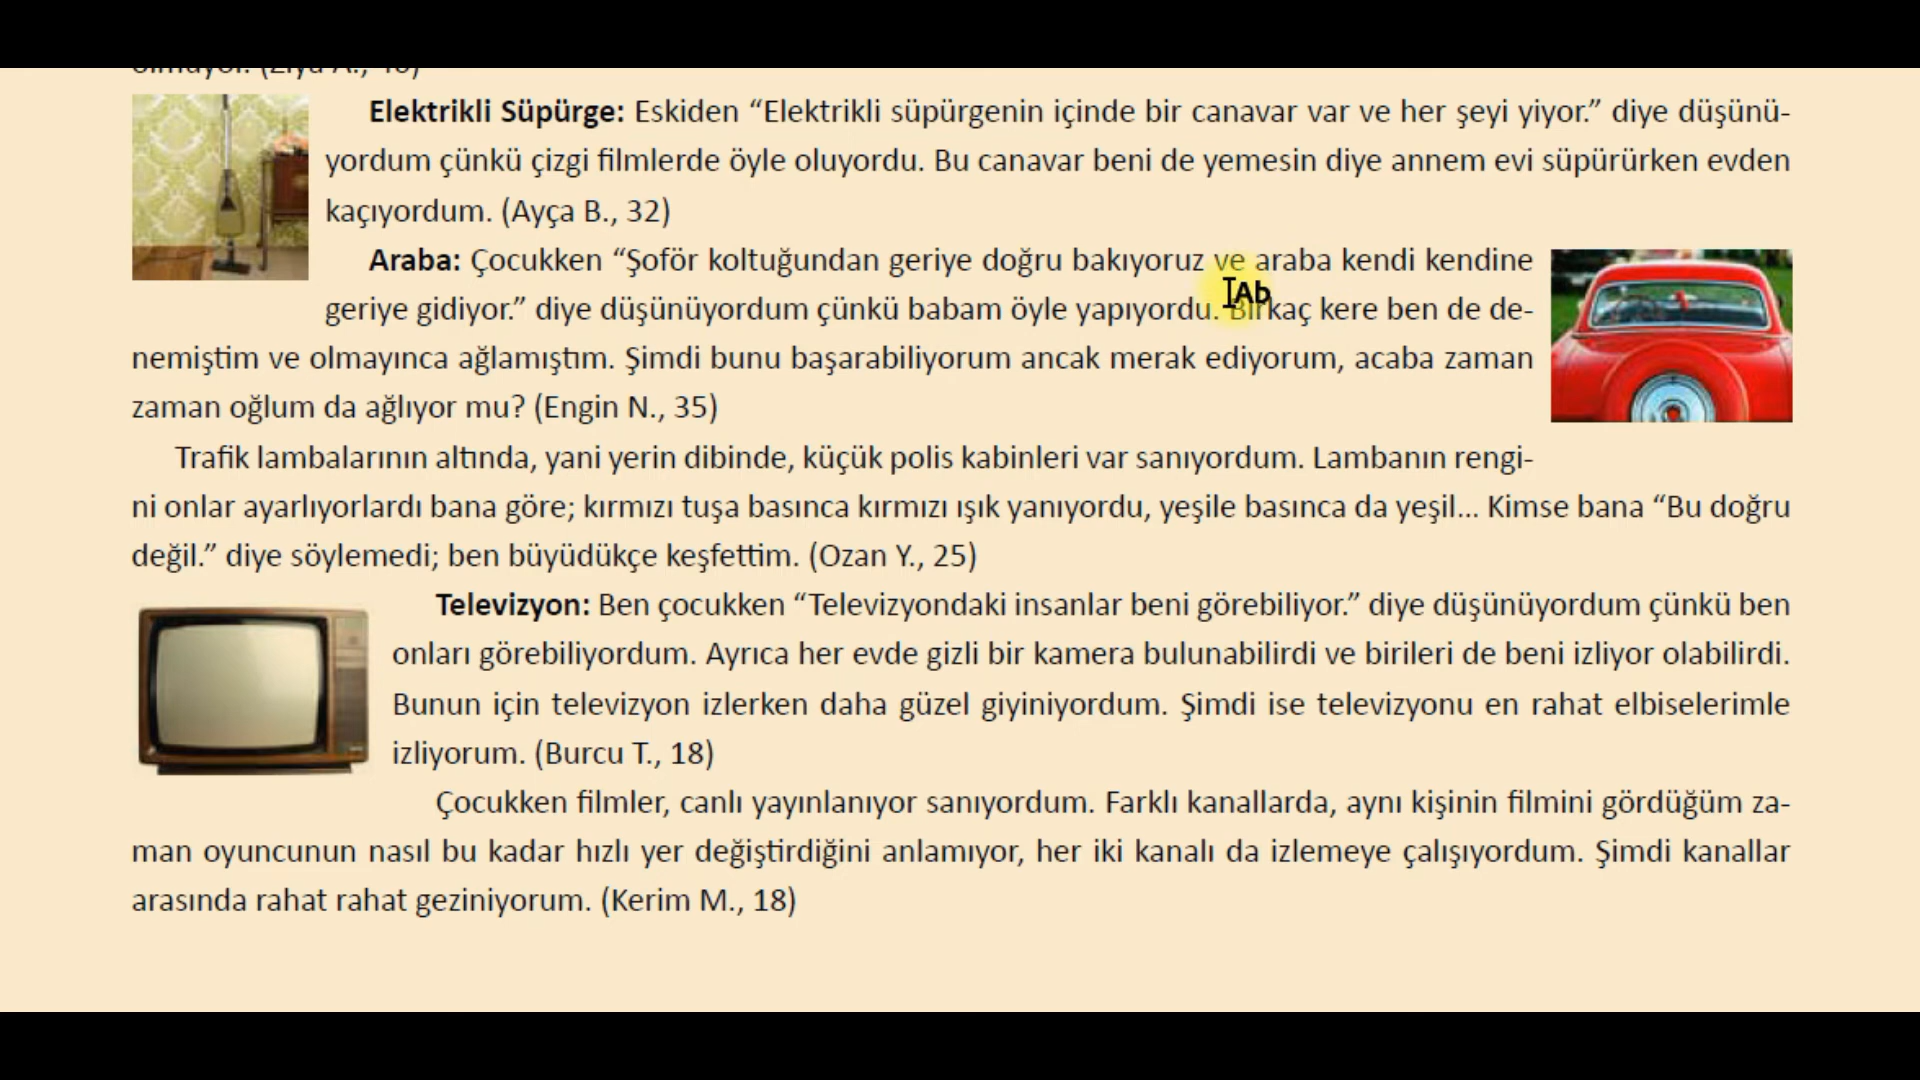 Elektrikli Süpürge: Eskiden “Elektrikli süpürgenin içinde bir canavar var ve her şeyi yiyor.” diye düşünü-
yordum çünkü çizgi filmlerde öyle oluyordu. Bu canavar beni de yemesin diye annem evi süpürürken evden
kaçıyordum. (Ayça B., 32)
Araba: Çocukken “Şoför koltuğundan geriye doğru bakıyoruz ve araba kendi kendine
geriye gidiyor.” diye düşünüyordum çünkü babam öyle yapıyordu. Birkaç kere ben de de-
nemiştim ve olmayınca ağlamıştım. Şimdi bunu başarabiliyorum ancak merak ediyorum, acaba zaman
zaman oğlum da ağlıyor mu? (Engin N., 35)
Trafik lambalarının altında, yani yerin dibinde, küçük polis kabinleri var sanıyordum. Lambanın rengi-
ni onlar ayarlıyorlardı bana göre; kırmızı tuşa basınca kırmızı ışık yanıyordu, yeşile basınca da yeşil... Kimse bana “Bu doğru
değil.” diye söylemedi; ben büyüdükçe keşfettim. (Ozan Y., 25)
Televizyon: Ben çocukken “Televizyondaki insanlar beni görebiliyor.” diye düşünüyordum çünkü ben
onları görebiliyordum. Ayrıca her evde gizli bir kamera bulunabilirdi ve birileri de beni izliyor olabilirdi.
Bunun için televizyon izlerken daha güzel giyiniyordum. Şimdi ise televizyonu en rahat elbiselerimle
izliyorum. (Burcu T., 18)
Çocukken filmler, canlı yayınlanıyor sanıyordum. Farklı kanallarda, aynı kişinin filmini gördüğüm za-
man oyuncunun nasıl bu kadar hızlı yer değiştirdiğini anlamıyor, her iki kanalı da izlemeye çalışıyordum. Şimdi kanallar
arasında rahat rahat geziniyorum. (Kerim M., 18)